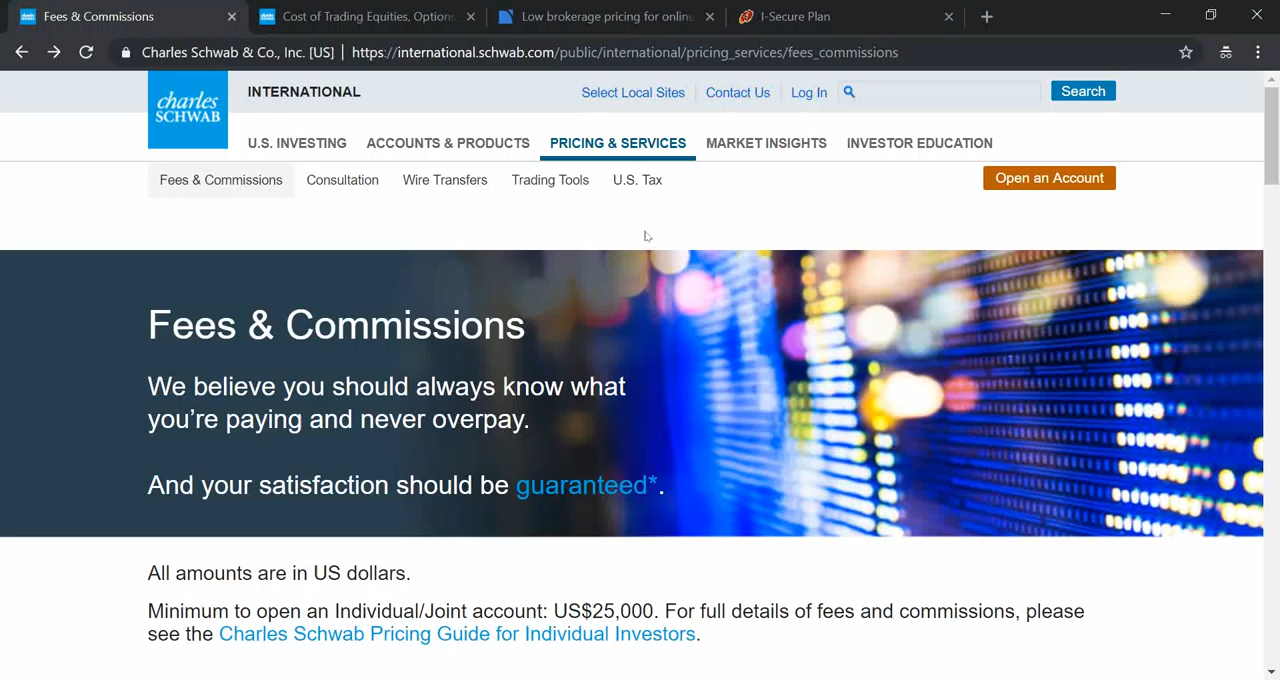 Fees & Commissions
Cost of Trading Equities, Option
Low brokerage pricing for online
I-Secure Plan
Charles Schwab & Co., Inc. [US] | https://international.schwab.com/public/international/pricing_services/fees_commissions
charles
SCHWAB
INTERNATIONAL
Select Local Sites
Contact Us
Log In
Search
U.S. INVESTING
ACCOUNTS & PRODUCTS
PRICING & SERVICES
MARKET INSIGHTS
INVESTOR EDUCATION
Fees & Commissions
Consultation
Wire Transfers
Trading Tools
U.S. Tax
Open an Account
Fees & Commissions
We believe you should always know what
you’re paying and never overpay.
And your satisfaction should be guaranteed*.
All amounts are in US dollars.
Minimum to open an Individual/Joint account: US$25,000. For full details of fees and commissions, please
see the Charles Schwab Pricing Guide for Individual Investors.